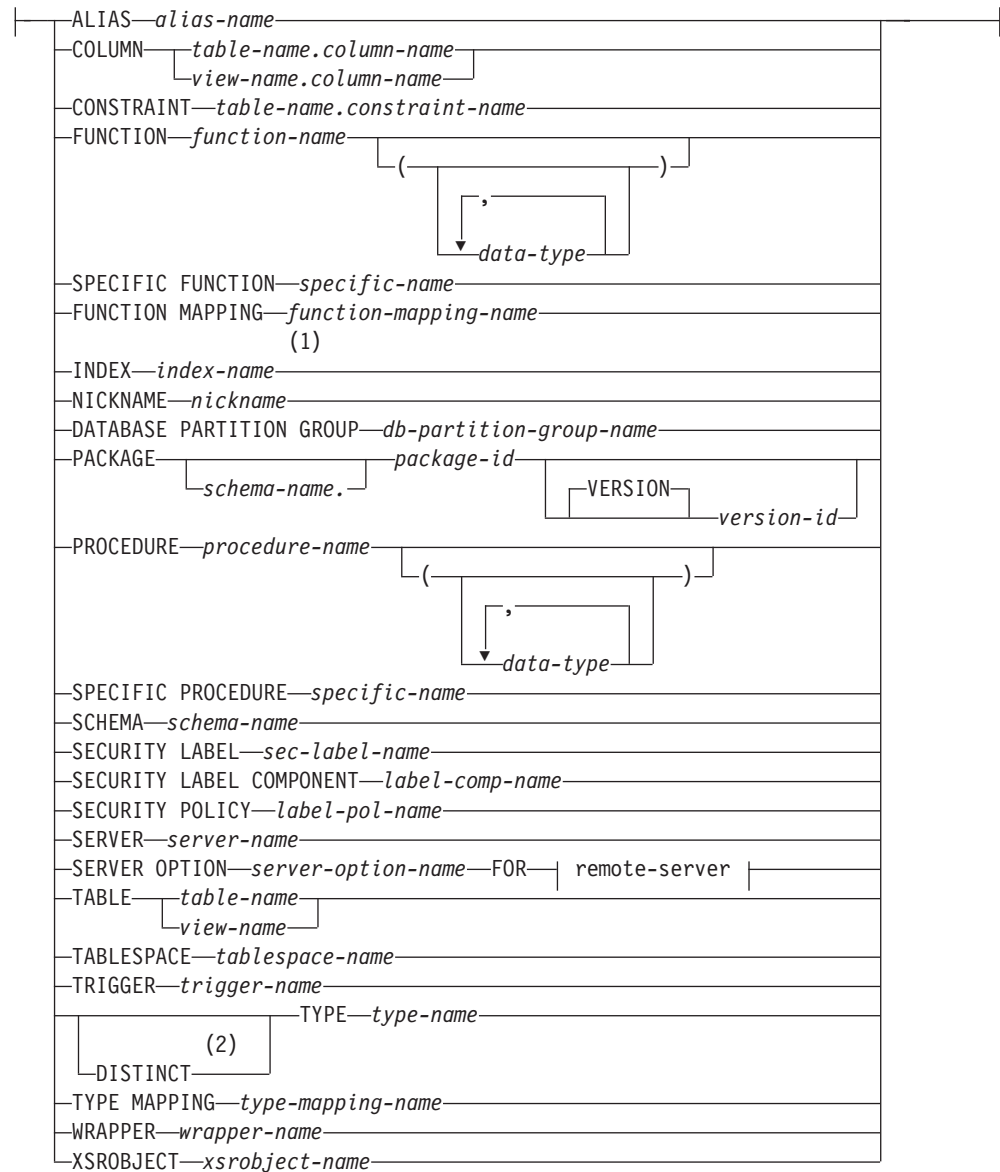 ALIAS alias-name
COLUMN table-name.column-name
view-name.column-name
CONSTRAINT table-name.constraint-name
FUNCTION function-name
( )
,
data-type
SPECIFIC FUNCTION specific-name
FUNCTION MAPPING function-mapping-name
(1)
INDEX index-name
NICKNAME nickname
DATABASE PARTITION GROUP db-partition-group-name
PACKAGE package-id
schema-name. VERSION
version-id
PROCEDURE procedure-name
( )
,
data-type
SPECIFIC PROCEDURE specific-name
SCHEMA schema-name
SECURITY LABEL sec-label-name
SECURITY LABEL COMPONENT label-comp-name
SECURITY POLICY label-pol-name
SERVER server-name
SERVER OPTION server-option-name FOR remote-server
TABLE table-name
view-name
TABLESPACE tablespace-name
TRIGGER trigger-name
TYPE type-name
(2)
DISTINCT
TYPE MAPPING type-mapping-name
WRAPPER wrapper-name
XSROBJECT xsrobject-name